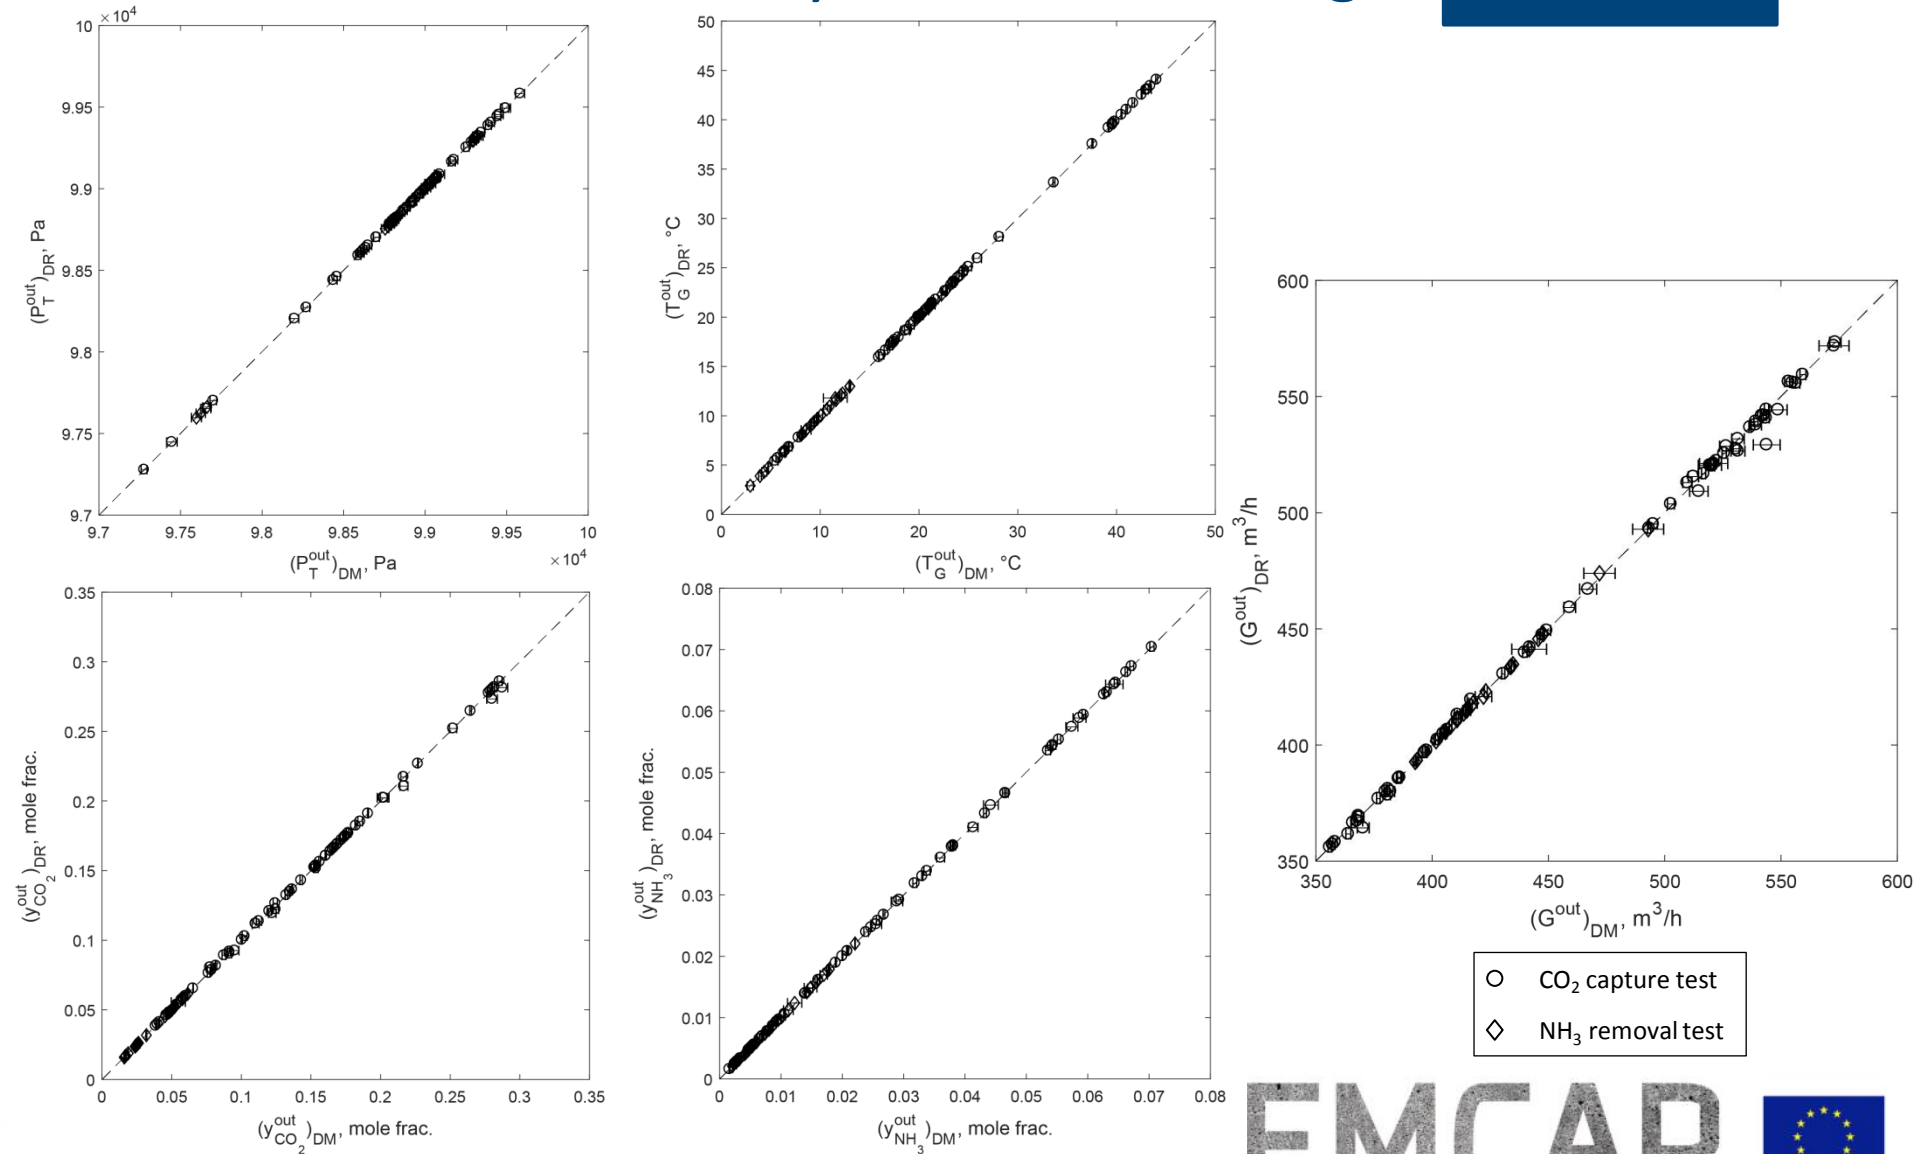 ×10⁴
10
9.95
9.9
9.85
9.8
9.75
9.7
9.7 9.75 9.8 9.85 9.9 9.95 10
×10⁴
(P_T^out)_DR, Pa
(P_T^out)_DM, Pa
50
45
40
35
30
25
20
15
10
5
0
0 10 20 30 40 50
(T_G^out)_DR, °C
(T_G^out)_DM, °C
0.35
0.3
0.25
0.2
0.15
0.1
0.05
0
0 0.05 0.1 0.15 0.2 0.25 0.3 0.35
(y_CO₂^out)_DR, mole frac.
(y_CO₂^out)_DM, mole frac.
0.08
0.07
0.06
0.05
0.04
0.03
0.02
0.01
0
0 0.01 0.02 0.03 0.04 0.05 0.06 0.07 0.08
(y_NH₃^out)_DR, mole frac.
(y_NH₃^out)_DM, mole frac.
600
550
500
450
400
350
350 400 450 500 550 600
(G^out)_DR, m³/h
(G^out)_DM, m³/h
CO₂ capture test
NH₃ removal test